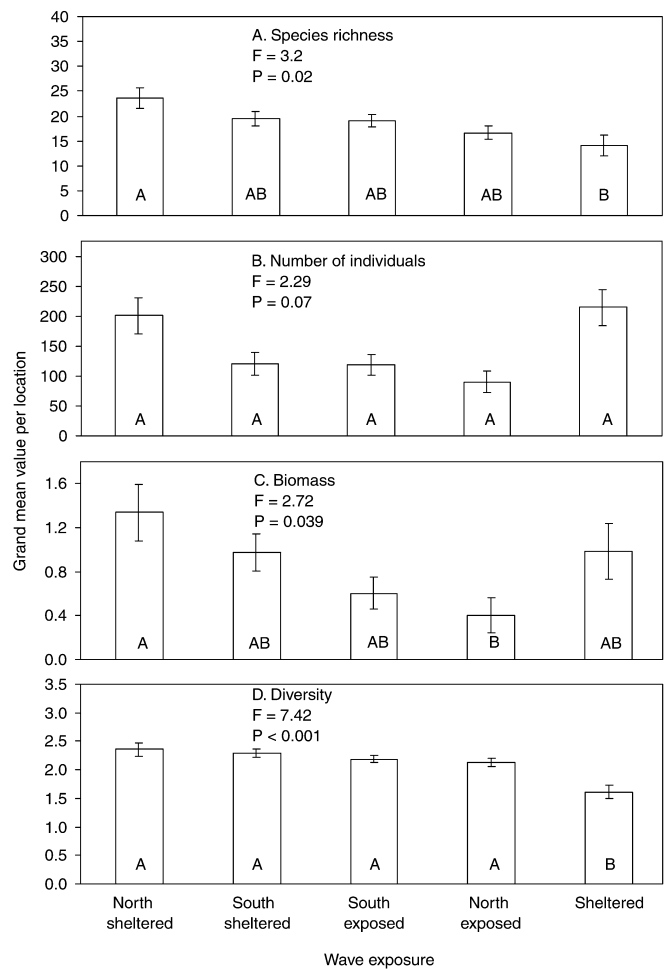 40
35
30
25
20
15
10
5
0
A. Species richness
F = 3.2
P = 0.02
A AB AB AB B
300
250
200
150
100
50
0
B. Number of individuals
F = 2.29
P = 0.07
A A A A A
1.6
1.2
0.8
0.4
0.0
C. Biomass
F = 2.72
P = 0.039
A AB AB B AB
3.5
3.0
2.5
2.0
1.5
1.0
0.5
0.0
D. Diversity
F = 7.42
P < 0.001
A A A A B
Grand mean value per location
North
sheltered
South
sheltered
South
exposed
North
exposed
Sheltered
Wave exposure